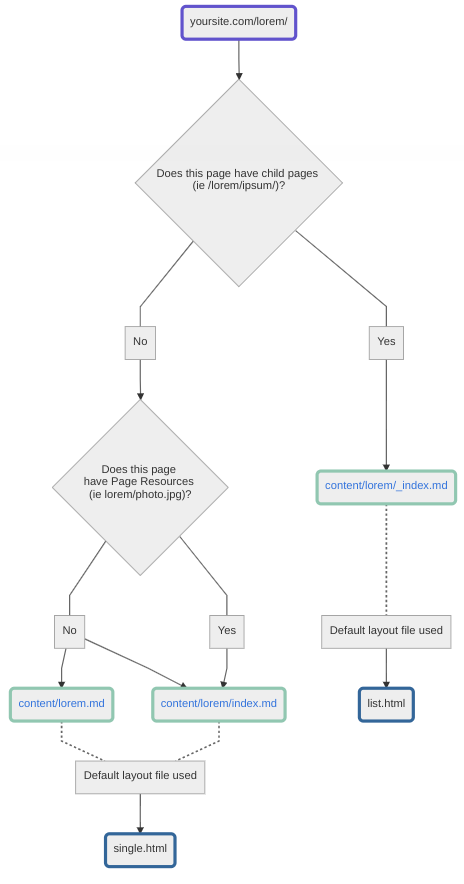 yoursite.com/lorem/
Does this page have child pages
(ie /lorem/ipsum/)?
No
Yes
Does this page
have Page Resources
(ie lorem/photo.jpg)?
content/lorem/_index.md
No
Yes
Default layout file used
content/lorem.md
content/lorem/index.md
list.html
Default layout file used
single.html